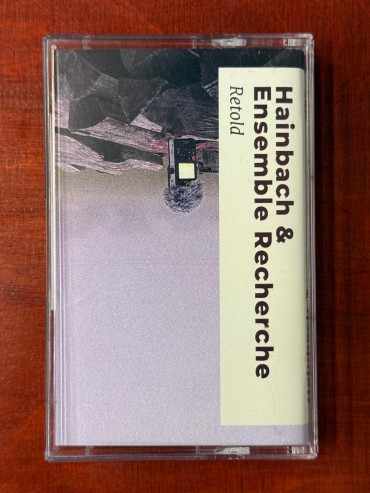 Hainbach &
Ensemble Recherche
Retold